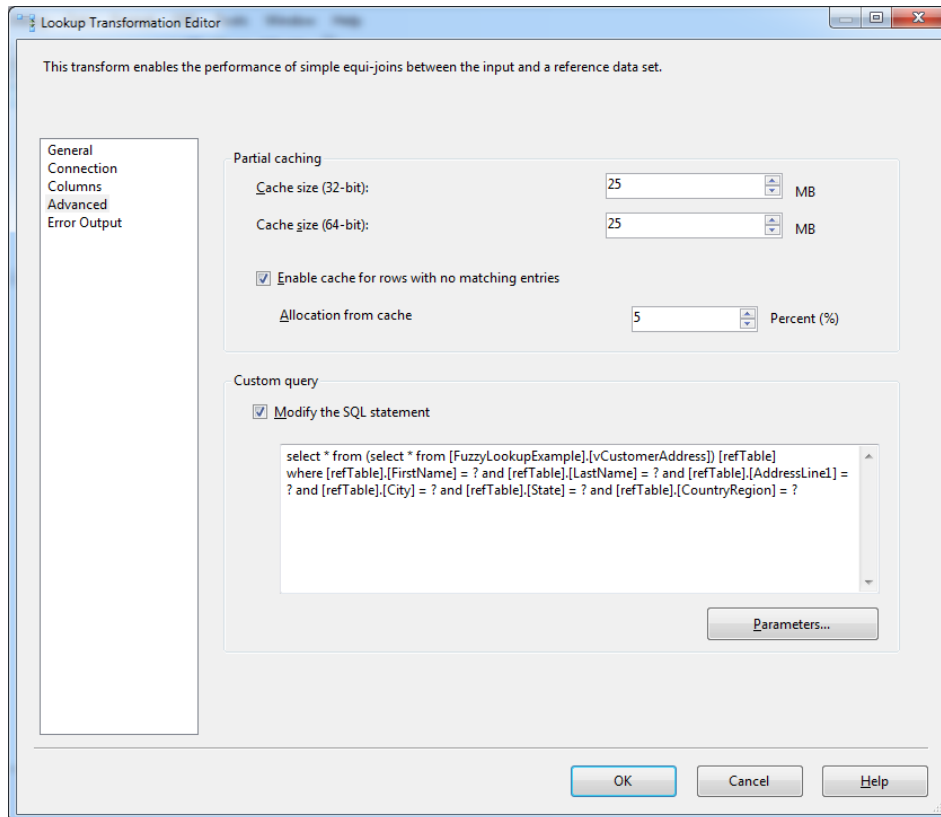 Lookup Transformation Editor
Window Help
This transform enables the performance of simple equi-joins between the input and a reference data set.
General
Connection
Columns
Advanced
Error Output
Partial caching
Cache size (32-bit):
25
MB
Cache size (64-bit):
25
MB
Enable cache for rows with no matching entries
Allocation from cache
5
Percent (%)
Custom query
Modify the SQL statement
select * from (select * from [FuzzyLookupExample].[vCustomerAddress]) [refTable]
where [refTable].[FirstName] = ? and [refTable].[LastName] = ? and [refTable].[AddressLine1] =
? and [refTable].[City] = ? and [refTable].[State] = ? and [refTable].[CountryRegion] = ?
Parameters...
OK
Cancel
Help